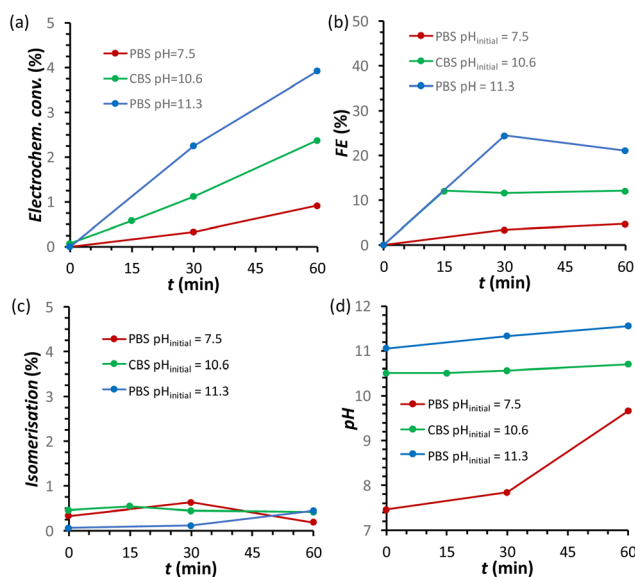 (a)
Electrochem. conv. (%)
5
4
3
2
1
0
PBS pH=7.5
CBS pH=10.6
PBS pH=11.3
0 15 30 45 60
t (min)
(b)
FE (%)
50
40
30
20
10
0
PBS pHinitial = 7.5
CBS pHinitial = 10.6
PBS pH = 11.3
0 15 30 45 60
t (min)
(c)
Isomerisation (%)
5
4
3
2
1
0
PBS pHinitial = 7.5
CBS pHinitial = 10.6
PBS pHinitial = 11.3
0 15 30 45 60
t (min)
(d)
pH
12
11
10
9
8
7
PBS pHinitial = 7.5
CBS pHinitial = 10.6
PBS pHinitial = 11.3
0 15 30 45 60
t (min)